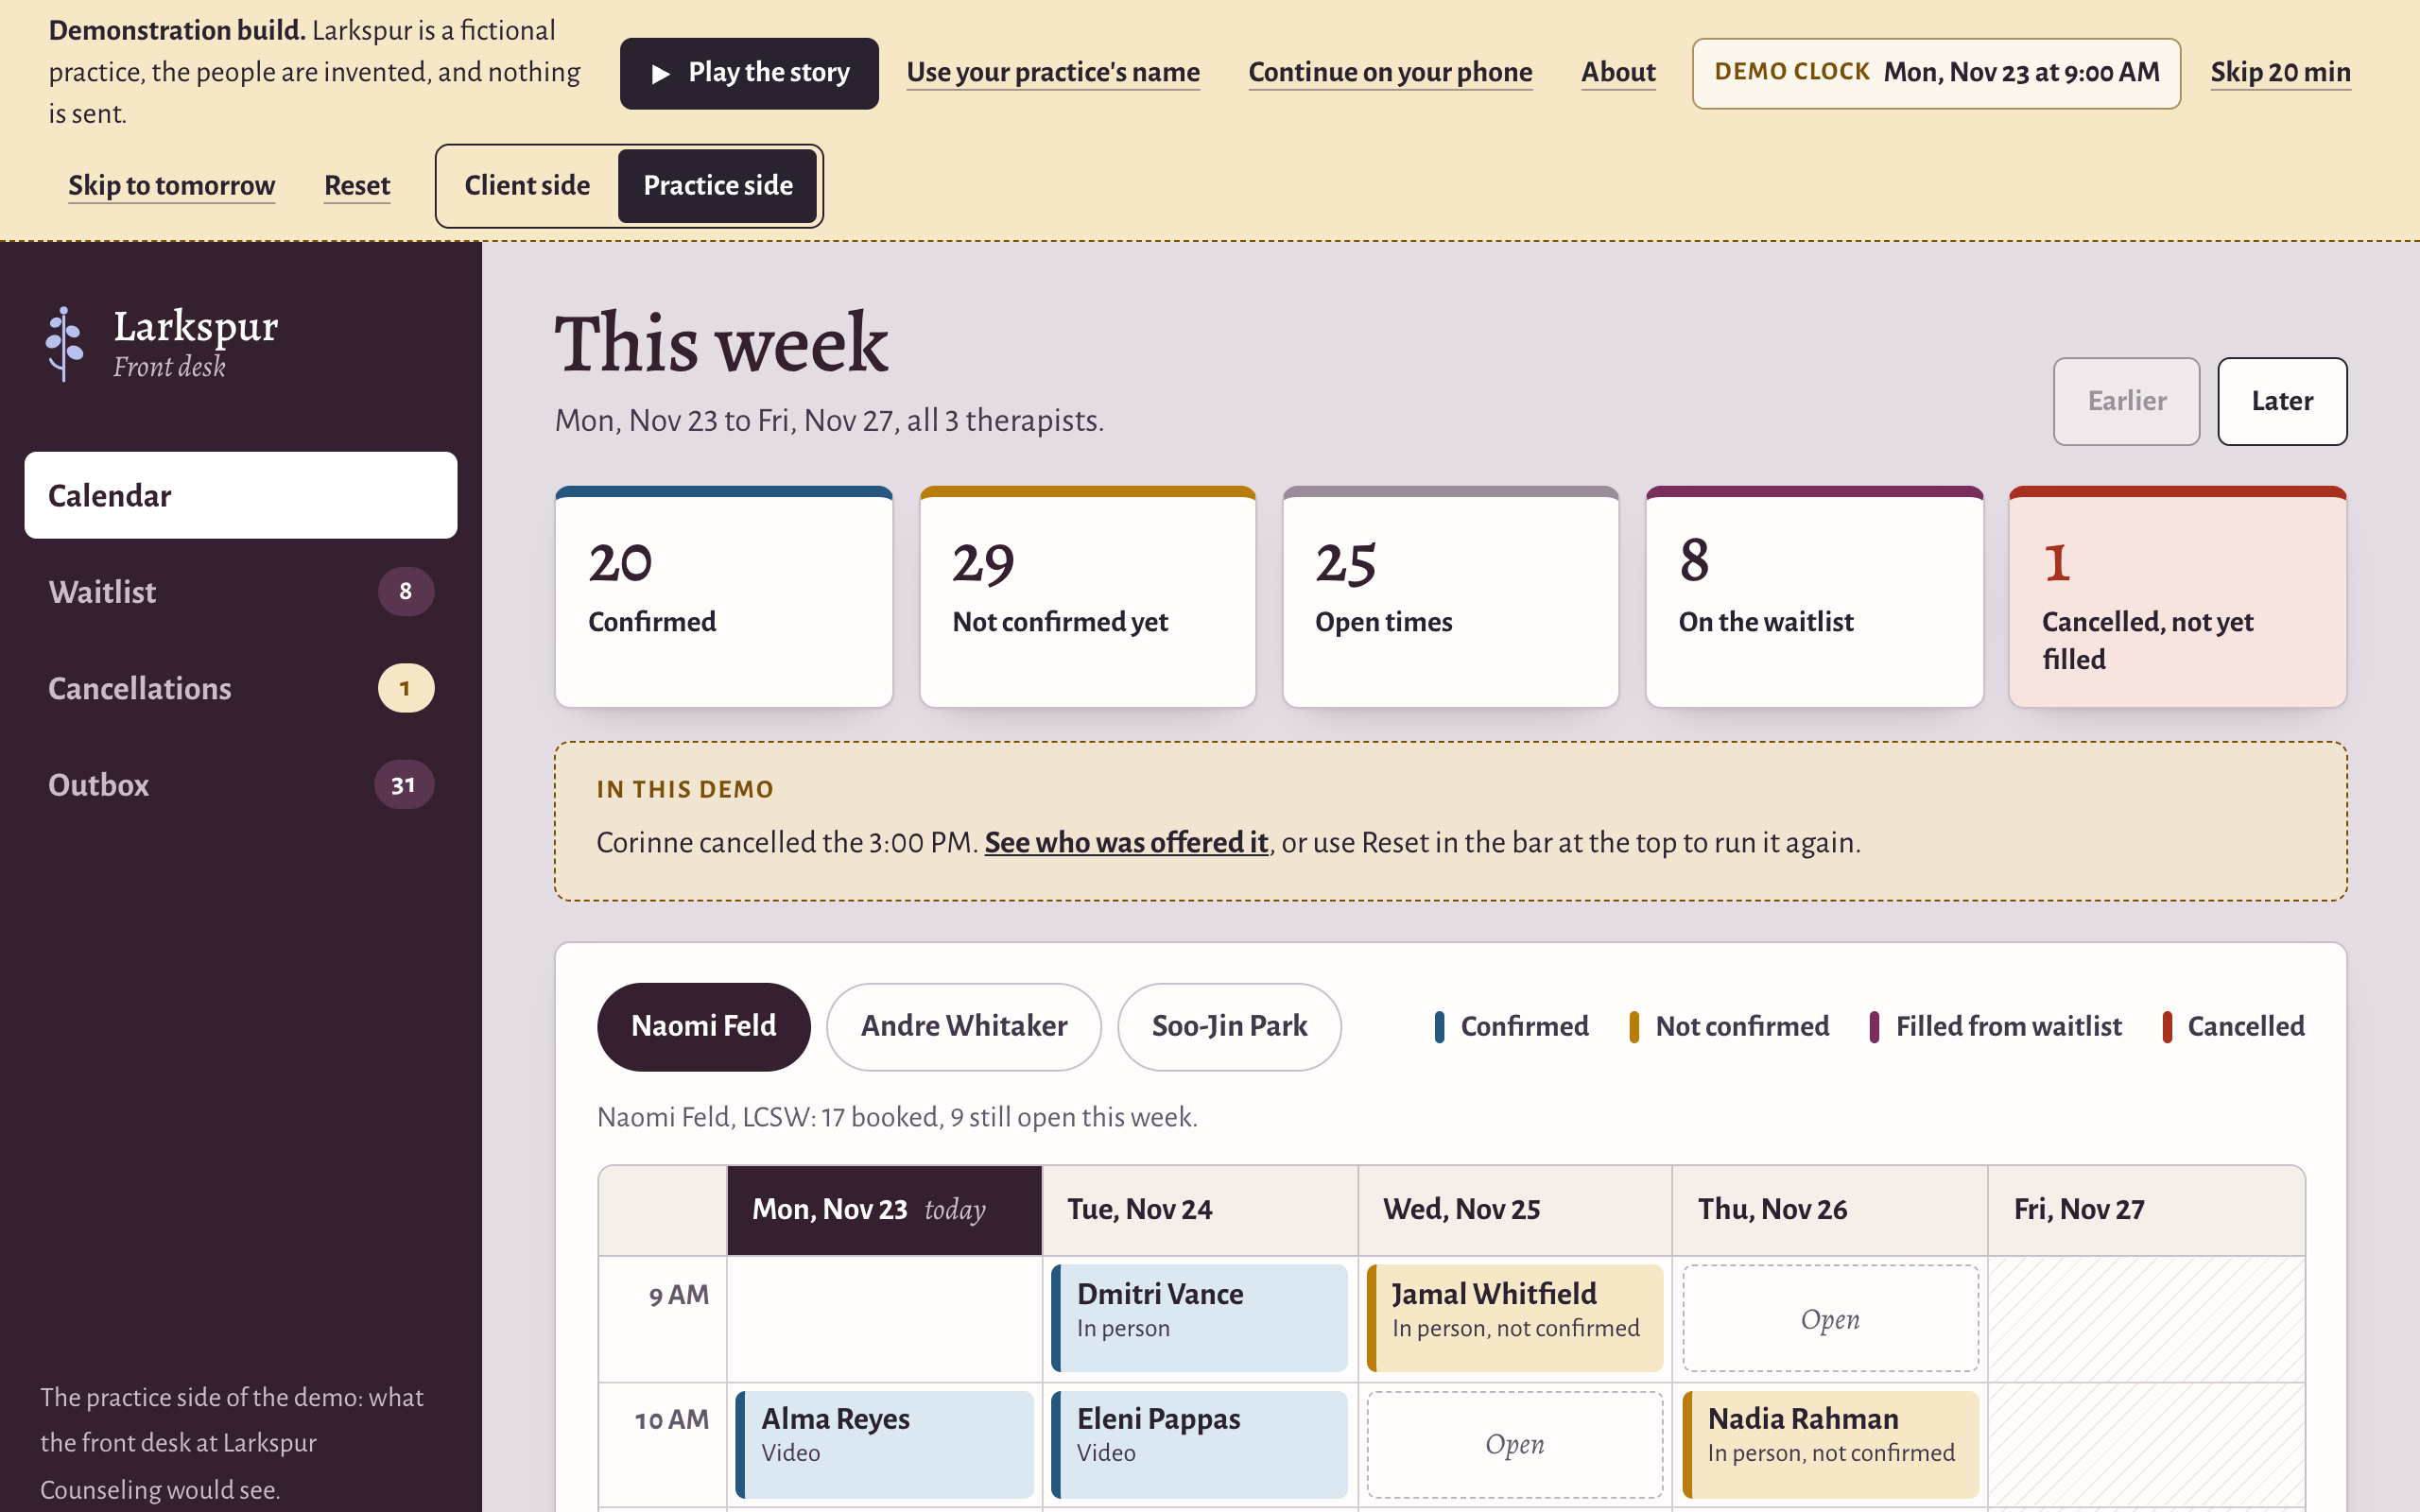 Demonstration build. Larkspur is a fictional
practice, the people are invented, and nothing
is sent.
Play the story
Use your practice's name
Continue on your phone
About
DEMO CLOCK Mon, Nov 23 at 9:00 AM
Skip 20 min
Skip to tomorrow
Reset
Client side
Practice side
Larkspur
Front desk
Calendar
Waitlist 8
Cancellations 1
Outbox 31
The practice side of the demo: what
the front desk at Larkspur
Counseling would see.
This week
Mon, Nov 23 to Fri, Nov 27, all 3 therapists.
Earlier
Later
20
Confirmed
29
Not confirmed yet
25
Open times
8
On the waitlist
1
Cancelled, not yet
filled
IN THIS DEMO
Corinne cancelled the 3:00 PM. See who was offered it, or use Reset in the bar at the top to run it again.
Naomi Feld
Andre Whitaker
Soo-Jin Park
Confirmed
Not confirmed
Filled from waitlist
Cancelled
Naomi Feld, LCSW: 17 booked, 9 still open this week.
Mon, Nov 23 today
Tue, Nov 24
Wed, Nov 25
Thu, Nov 26
Fri, Nov 27
9 AM
Dmitri Vance
In person
Jamal Whitfield
In person, not confirmed
Open
10 AM
Alma Reyes
Video
Eleni Pappas
Video
Open
Nadia Rahman
In person, not confirmed